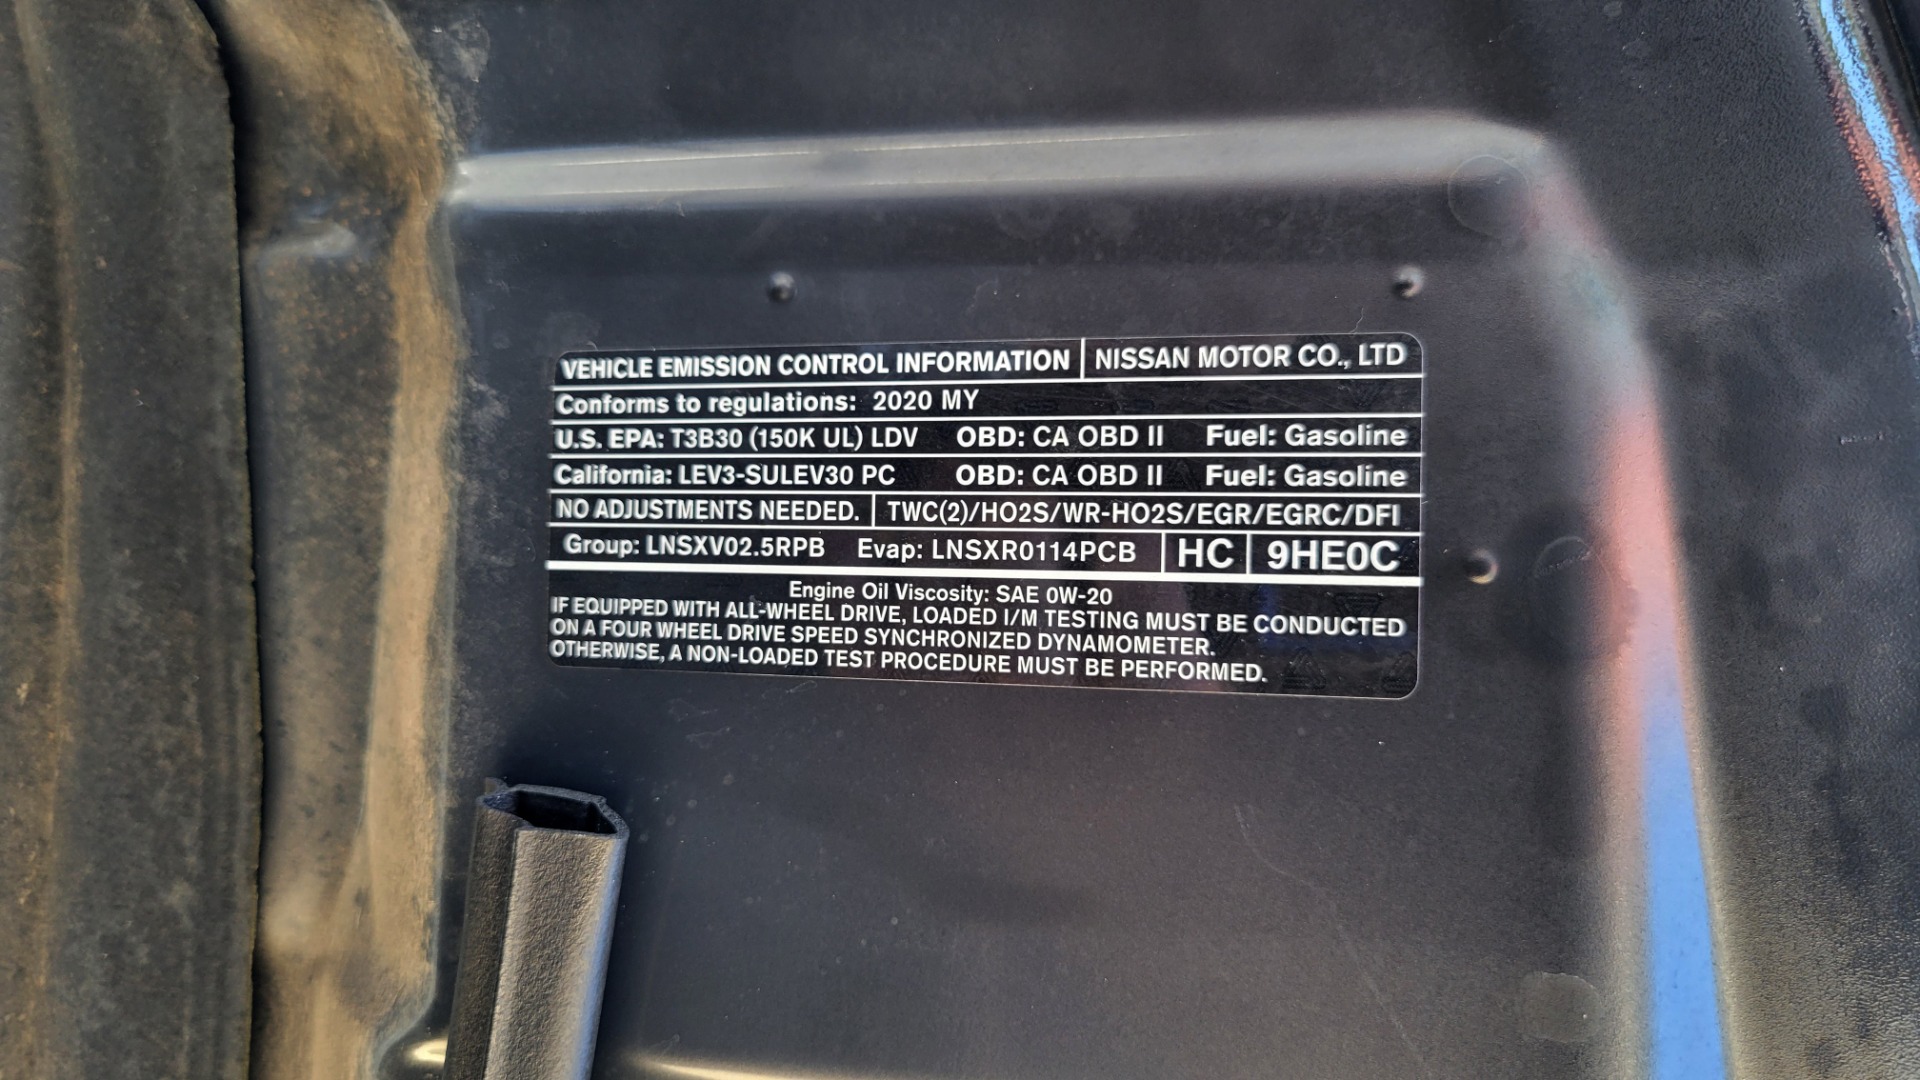 VEHICLE EMISSION CONTROL INFORMATION NISSAN MOTOR CO., LTD
Conforms to regulations: 2020 MY
U.S. EPA: T3B30 (150K UL) LDV OBD: CA OBD II Fuel: Gasoline
California: LEV3-SULEV30 PC OBD: CA OBD II Fuel: Gasoline
NO ADJUSTMENTS NEEDED. TWC(2)/HO2S/WR-HO2S/EGR/EGRC/DFI
Group: LNSXV02.5RPB Evap: LNSXR0114PCB HC 9HE0C
Engine Oil Viscosity: SAE 0W-20
IF EQUIPPED WITH ALL-WHEEL DRIVE, LOADED I/M TESTING MUST BE CONDUCTED
ON A FOUR WHEEL DRIVE SPEED SYNCHRONIZED DYNAMOMETER.
OTHERWISE, A NON-LOADED TEST PROCEDURE MUST BE PERFORMED.